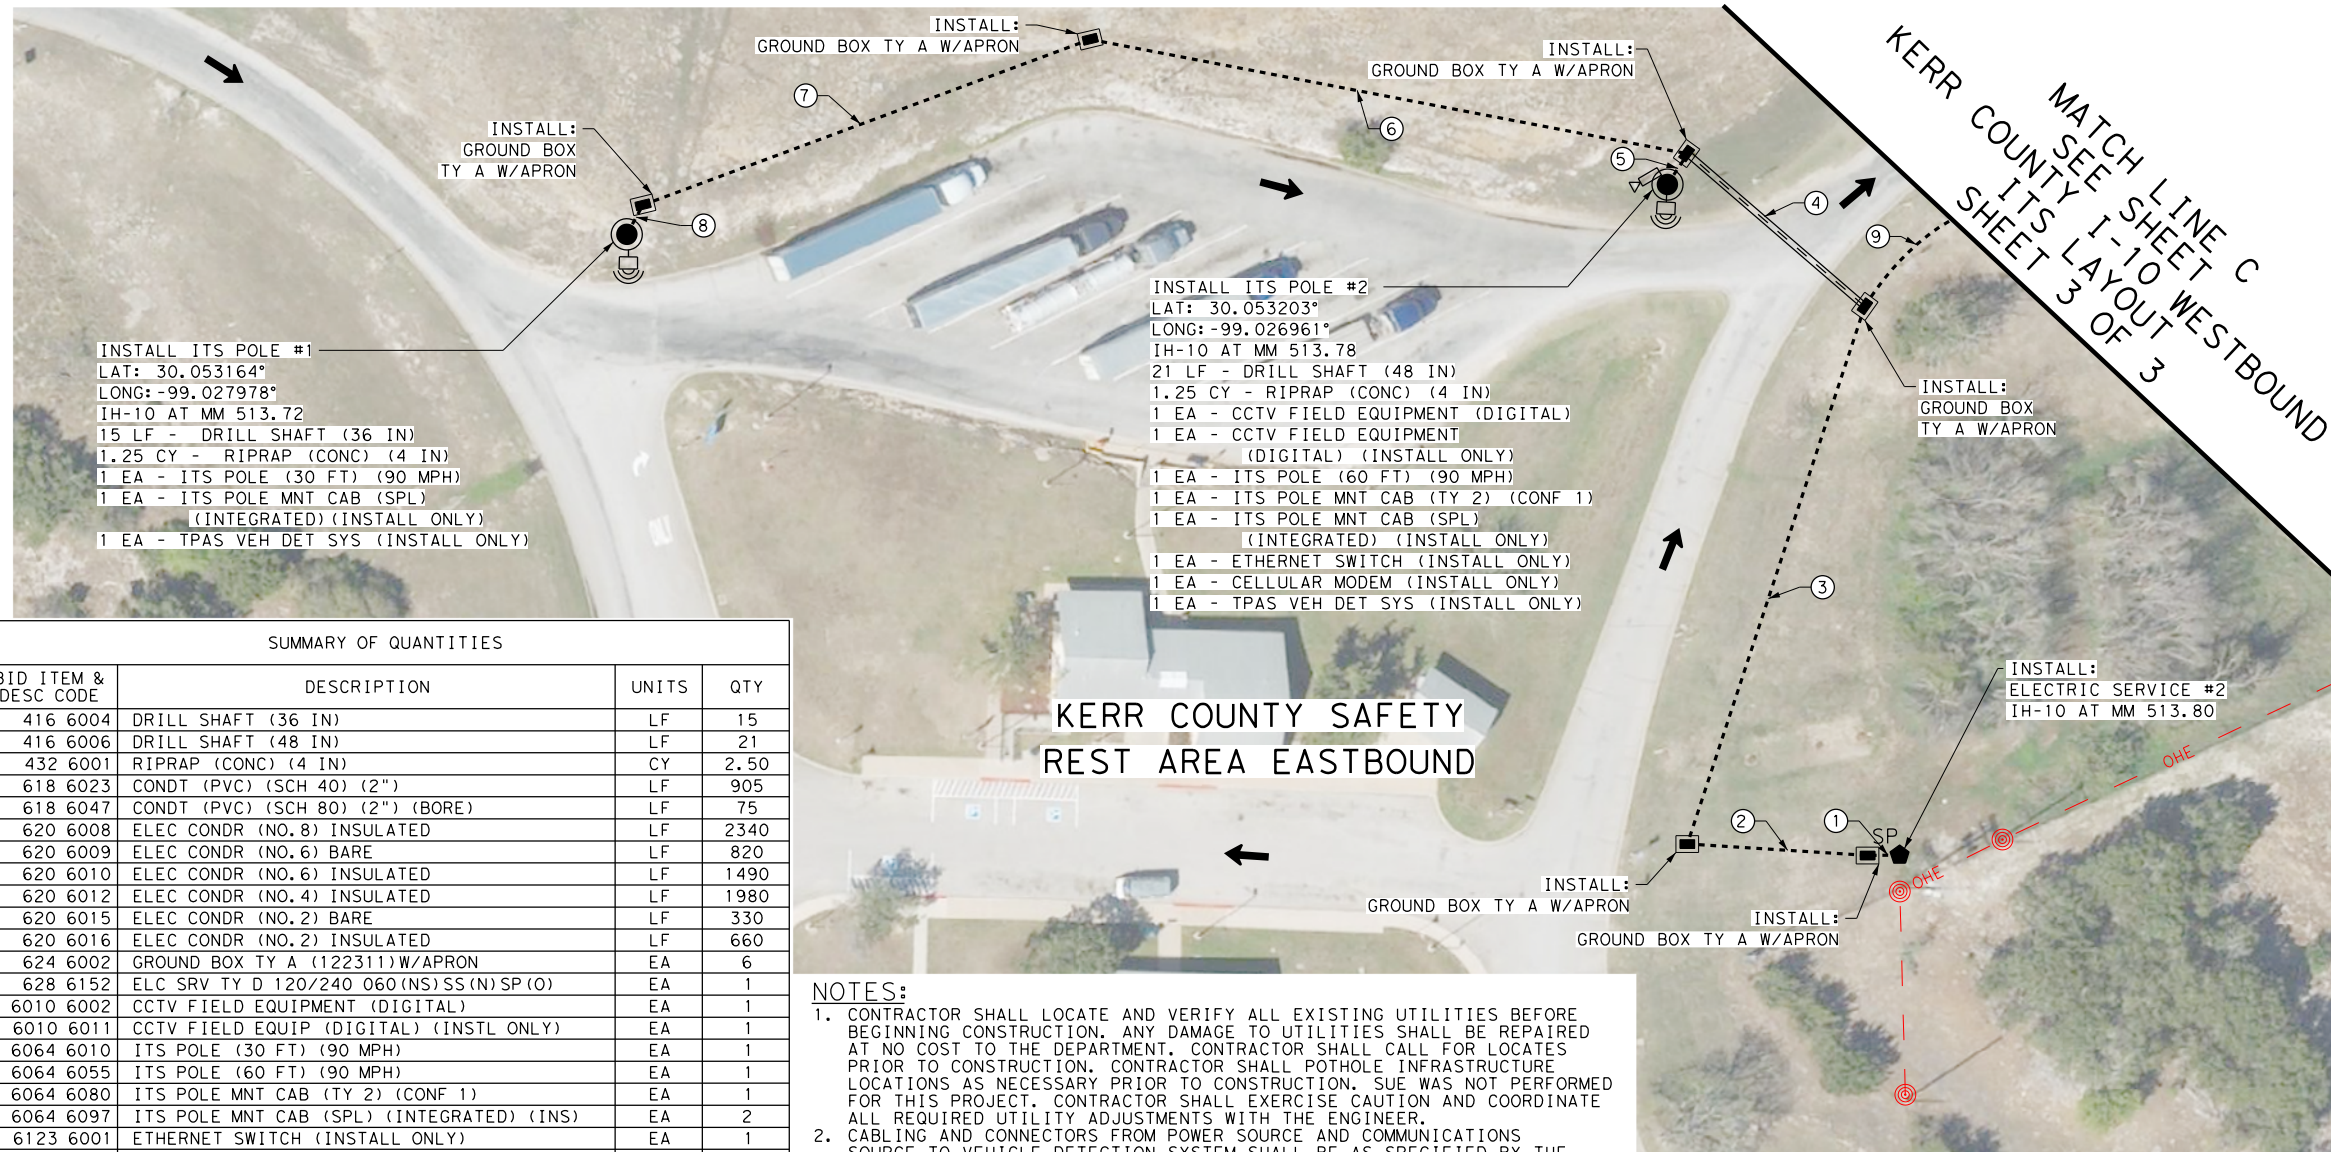 INSTALL:
GROUND BOX TY A W/APRON
INSTALL:
GROUND BOX TY A W/APRON
INSTALL:
GROUND BOX
TY A W/APRON
7
6
5
8
4
9
3
2
1
MATCH LINE C
SEE SHEET
KERR COUNTY I-10 WESTBOUND
ITS LAYOUT
SHEET 3 OF 3
INSTALL ITS POLE #1
LAT: 30.053164°
LONG:-99.027978°
IH-10 AT MM 513.72
15 LF - DRILL SHAFT (36 IN)
1.25 CY - RIPRAP (CONC) (4 IN)
1 EA - ITS POLE (30 FT) (90 MPH)
1 EA - ITS POLE MNT CAB (SPL)
(INTEGRATED)(INSTALL ONLY)
1 EA - TPAS VEH DET SYS (INSTALL ONLY)
INSTALL ITS POLE #2
LAT: 30.053203°
LONG:-99.026961°
IH-10 AT MM 513.78
21 LF - DRILL SHAFT (48 IN)
1.25 CY - RIPRAP (CONC) (4 IN)
1 EA - CCTV FIELD EQUIPMENT (DIGITAL)
1 EA - CCTV FIELD EQUIPMENT
(DIGITAL) (INSTALL ONLY)
1 EA - ITS POLE (60 FT) (90 MPH)
1 EA - ITS POLE MNT CAB (TY 2) (CONF 1)
1 EA - ITS POLE MNT CAB (SPL)
(INTEGRATED) (INSTALL ONLY)
1 EA - ETHERNET SWITCH (INSTALL ONLY)
1 EA - CELLULAR MODEM (INSTALL ONLY)
1 EA - TPAS VEH DET SYS (INSTALL ONLY)
INSTALL:
GROUND BOX
TY A W/APRON
INSTALL:
ELECTRIC SERVICE #2
IH-10 AT MM 513.80
SP
OHE
OHE
INSTALL:
GROUND BOX TY A W/APRON
INSTALL:
GROUND BOX TY A W/APRON
KERR COUNTY SAFETY
REST AREA EASTBOUND
SUMMARY OF QUANTITIES
BID ITEM & DESC CODE DESCRIPTION UNITS QTY
416 6004 DRILL SHAFT (36 IN) LF 15
416 6006 DRILL SHAFT (48 IN) LF 21
432 6001 RIPRAP (CONC) (4 IN) CY 2.50
618 6023 CONDT (PVC) (SCH 40) (2") LF 905
618 6047 CONDT (PVC) (SCH 80) (2") (BORE) LF 75
620 6008 ELEC CONDR (NO.8) INSULATED LF 2340
620 6009 ELEC CONDR (NO.6) BARE LF 820
620 6010 ELEC CONDR (NO.6) INSULATED LF 1490
620 6012 ELEC CONDR (NO.4) INSULATED LF 1980
620 6015 ELEC CONDR (NO.2) BARE LF 330
620 6016 ELEC CONDR (NO.2) INSULATED LF 660
624 6002 GROUND BOX TY A (122311)W/APRON EA 6
628 6152 ELC SRV TY D 120/240 060(NS)SS(N)SP(O) EA 1
6010 6002 CCTV FIELD EQUIPMENT (DIGITAL) EA 1
6010 6011 CCTV FIELD EQUIP (DIGITAL) (INSTL ONLY) EA 1
6064 6010 ITS POLE (30 FT) (90 MPH) EA 1
6064 6055 ITS POLE (60 FT) (90 MPH) EA 1
6064 6080 ITS POLE MNT CAB (TY 2) (CONF 1) EA 1
6064 6097 ITS POLE MNT CAB (SPL) (INTEGRATED) (INS) EA 2
6123 6001 ETHERNET SWITCH (INSTALL ONLY) EA 1
NOTES:
1. CONTRACTOR SHALL LOCATE AND VERIFY ALL EXISTING UTILITIES BEFORE
BEGINNING CONSTRUCTION. ANY DAMAGE TO UTILITIES SHALL BE REPAIRED
AT NO COST TO THE DEPARTMENT. CONTRACTOR SHALL CALL FOR LOCATES
PRIOR TO CONSTRUCTION. CONTRACTOR SHALL POTHOLE INFRASTRUCTURE
LOCATIONS AS NECESSARY PRIOR TO CONSTRUCTION. SUE WAS NOT PERFORMED
FOR THIS PROJECT. CONTRACTOR SHALL EXERCISE CAUTION AND COORDINATE
ALL REQUIRED UTILITY ADJUSTMENTS WITH THE ENGINEER.
2. CABLING AND CONNECTORS FROM POWER SOURCE AND COMMUNICATIONS
SOURCE TO VEHICLE DETECTION SYSTEM SHALL BE AS SPECIFIED BY THE